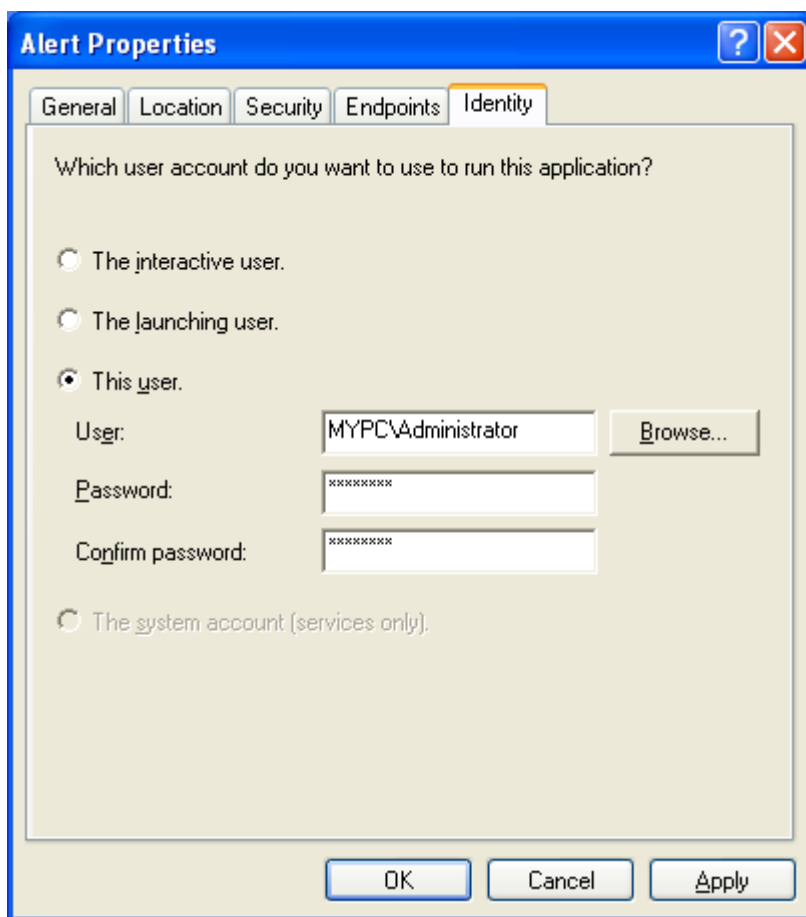 Alert Properties
General Location Security Endpoints Identity
Which user account do you want to use to run this application?
The interactive user.
The launching user.
This user.
User: MYPC\Administrator Browse...
Password: ********
Confirm password: ********
The system account (services only).
OK Cancel Apply